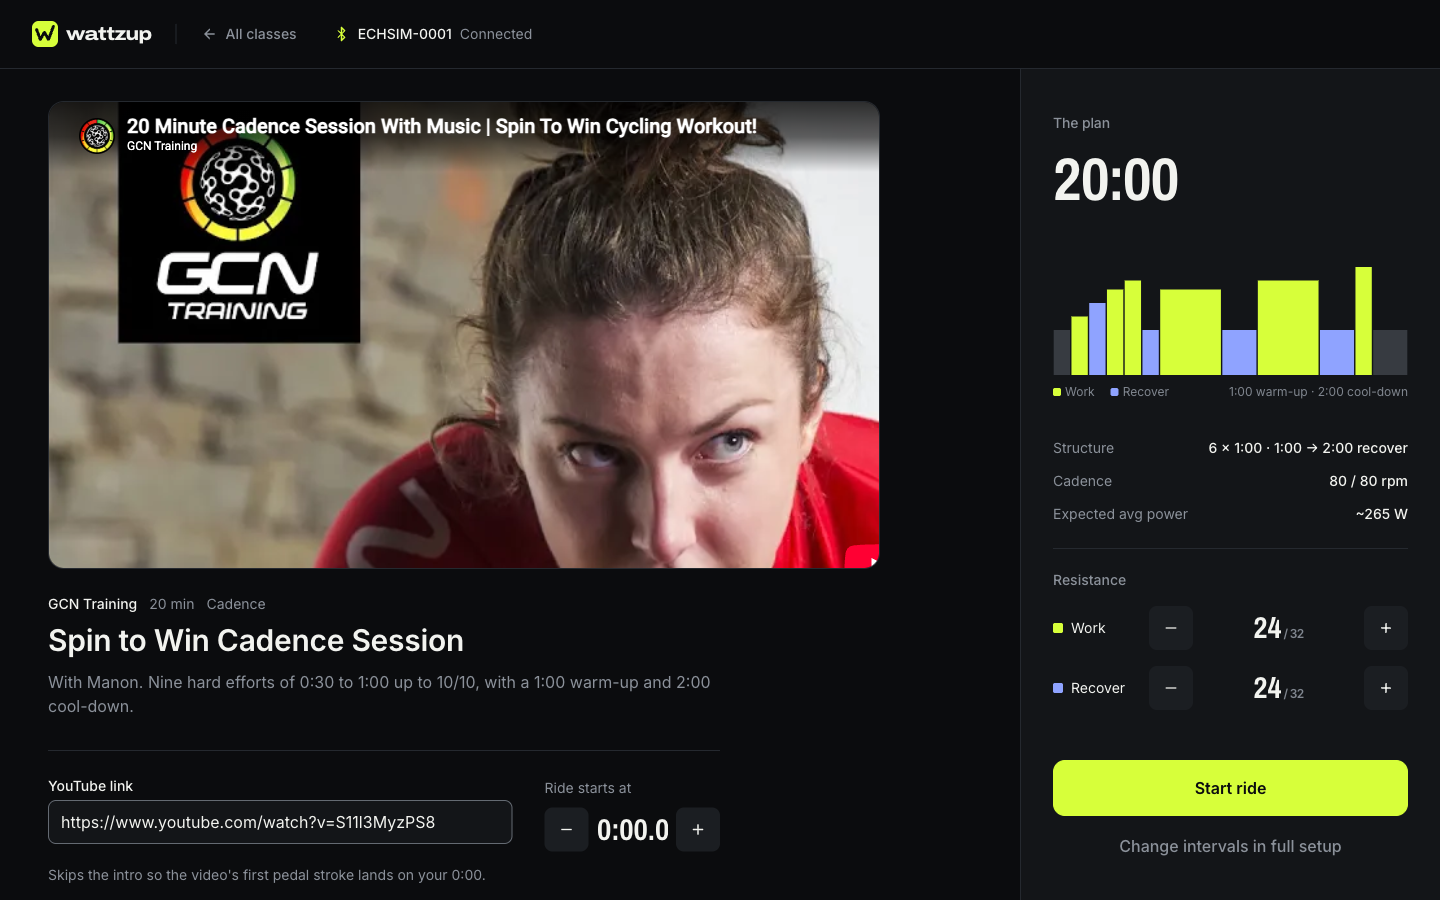 wattzup
All classes
ECHSIM-0001 Connected
20 Minute Cadence Session With Music | Spin To Win Cycling Workout!
GCN Training
GCN
TRAINING
GCN Training 20 min Cadence
Spin to Win Cadence Session
With Manon. Nine hard efforts of 0:30 to 1:00 up to 10/10, with a 1:00 warm-up and 2:00
cool-down.
YouTube link
https://www.youtube.com/watch?v=S11l3MyzPS8
Ride starts at
− 0:00.0 +
Skips the intro so the video's first pedal stroke lands on your 0:00.
The plan
20:00
Work Recover 1:00 warm-up · 2:00 cool-down
Structure 6 × 1:00 · 1:00 → 2:00 recover
Cadence 80 / 80 rpm
Expected avg power ~265 W
Resistance
Work − 24 / 32 +
Recover − 24 / 32 +
Start ride
Change intervals in full setup